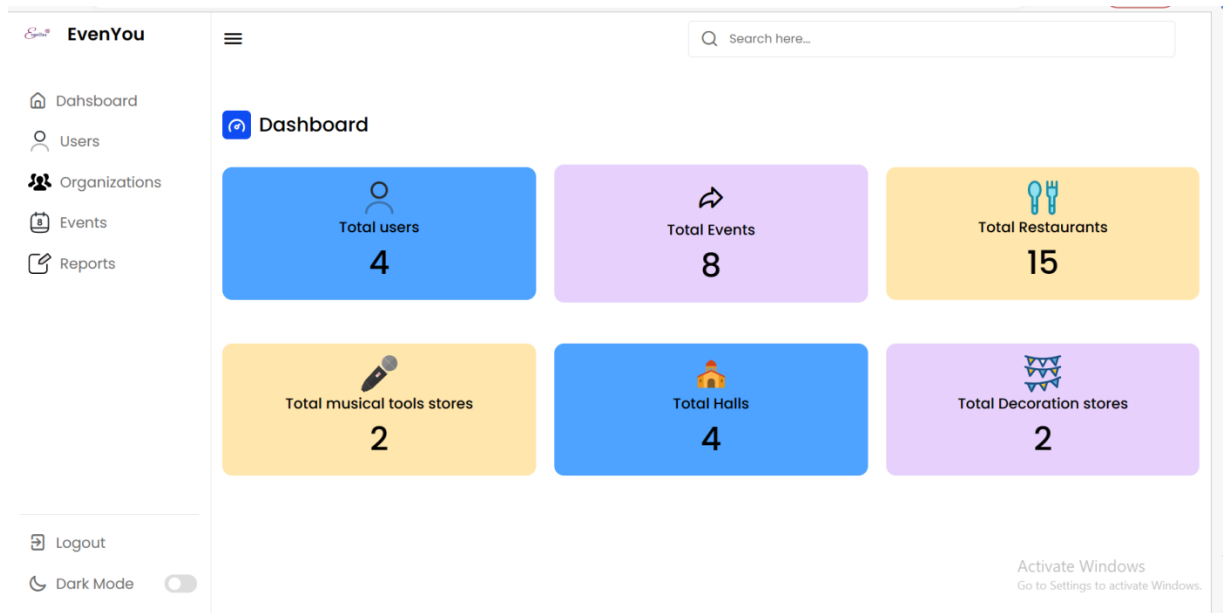 EvenYou
Search here...
Dahsboard
Users
Organizations
8
Events
Reports
Dashboard
Total users
4
Total Events
8
Total Restaurants
15
Total musical tools stores
2
Total Halls
4
Total Decoration stores
2
Logout
Dark Mode
Activate Windows
Go to Settings to activate Windows.